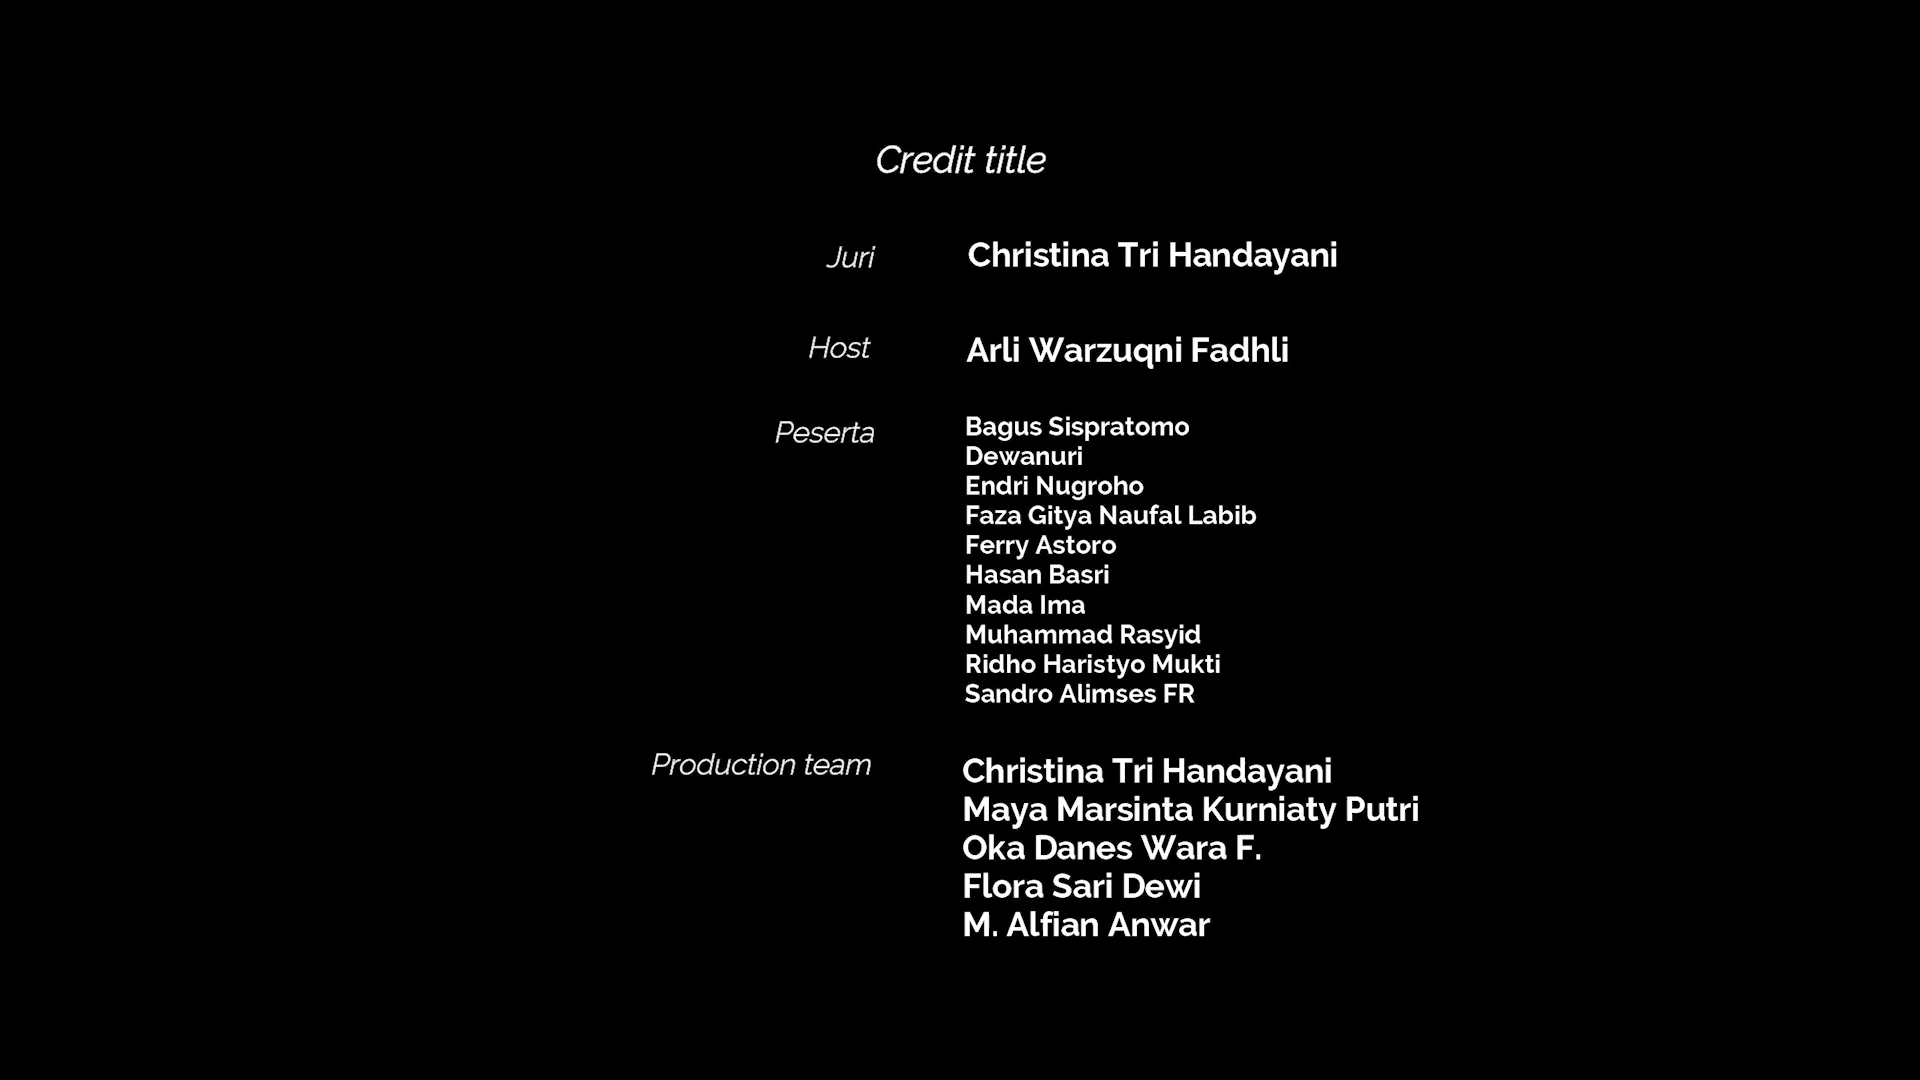 Credit title
Juri Christina Tri Handayani
Host Arli Warzuqni Fadhli
Peserta Bagus Sispratomo
Dewanuri
Endri Nugroho
Faza Gitya Naufal Labib
Ferry Astoro
Hasan Basri
Mada Ima
Muhammad Rasyid
Ridho Haristyo Mukti
Sandro Alimses FR
Production team Christina Tri Handayani
Maya Marsinta Kurniaty Putri
Oka Danes Wara F.
Flora Sari Dewi
M. Alfian Anwar